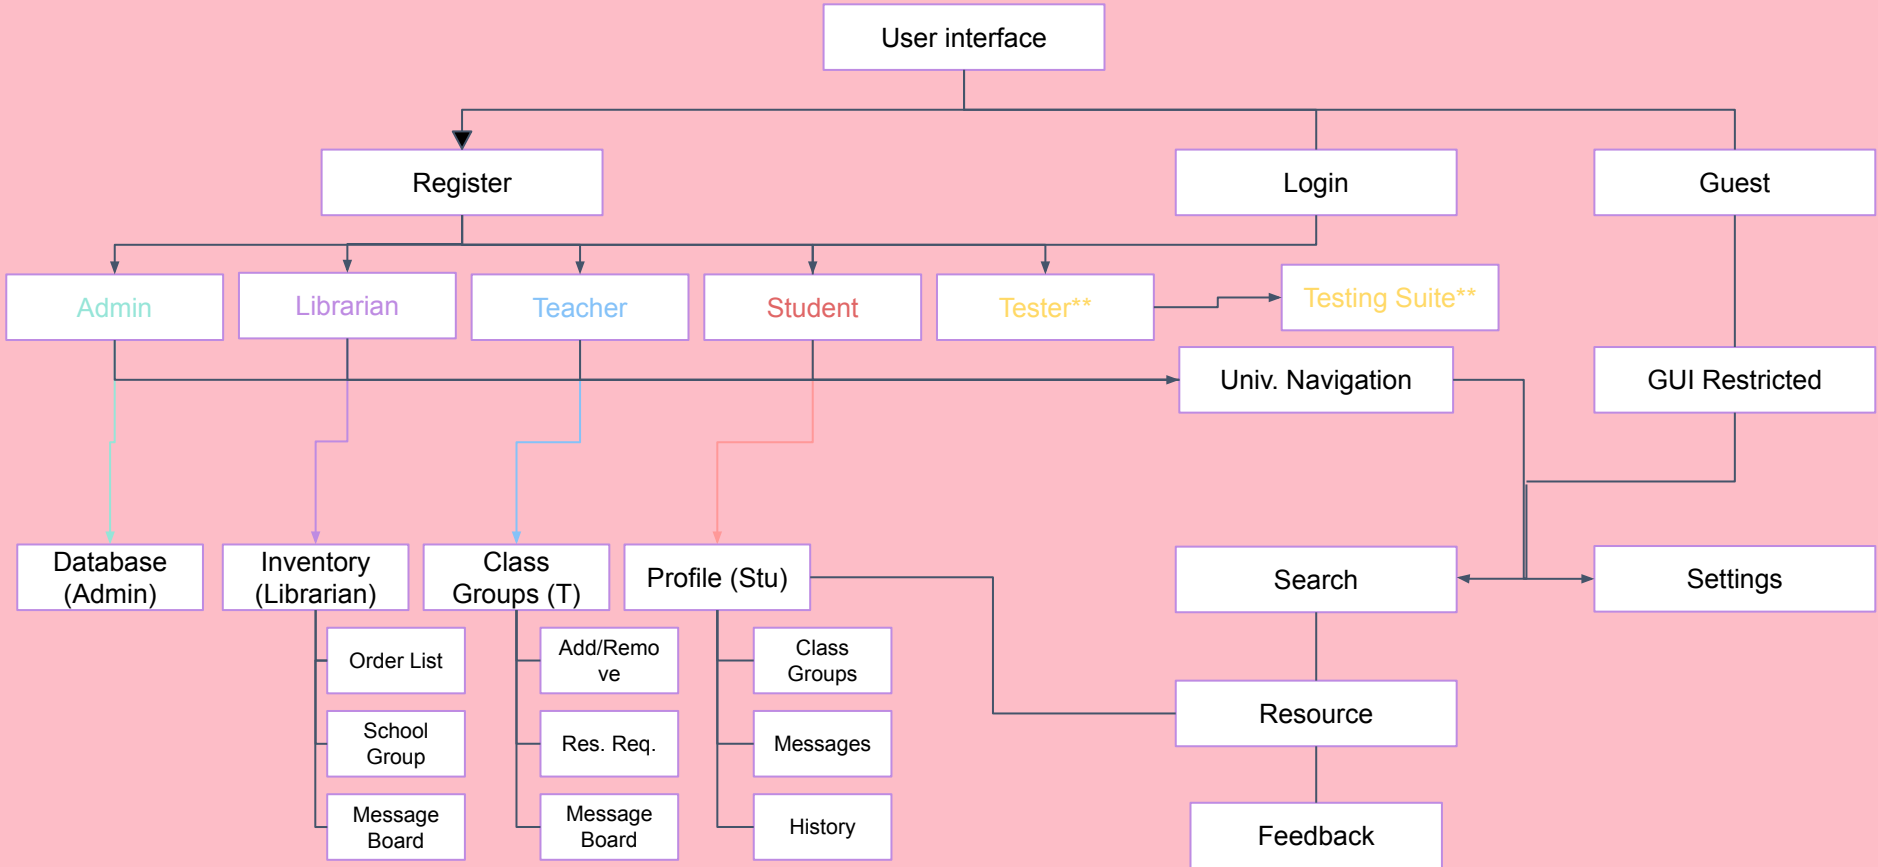 User interface
Register
Login
Guest
Admin
Librarian
Teacher
Student
Tester**
Testing Suite**
Univ. Navigation
GUI Restricted
Database
(Admin)
Inventory
(Librarian)
Class
Groups (T)
Profile (Stu)
Search
Settings
Order List
Add/Remo
ve
Class
Groups
Resource
School
Group
Res. Req.
Messages
Message
Board
Message
Board
History
Feedback